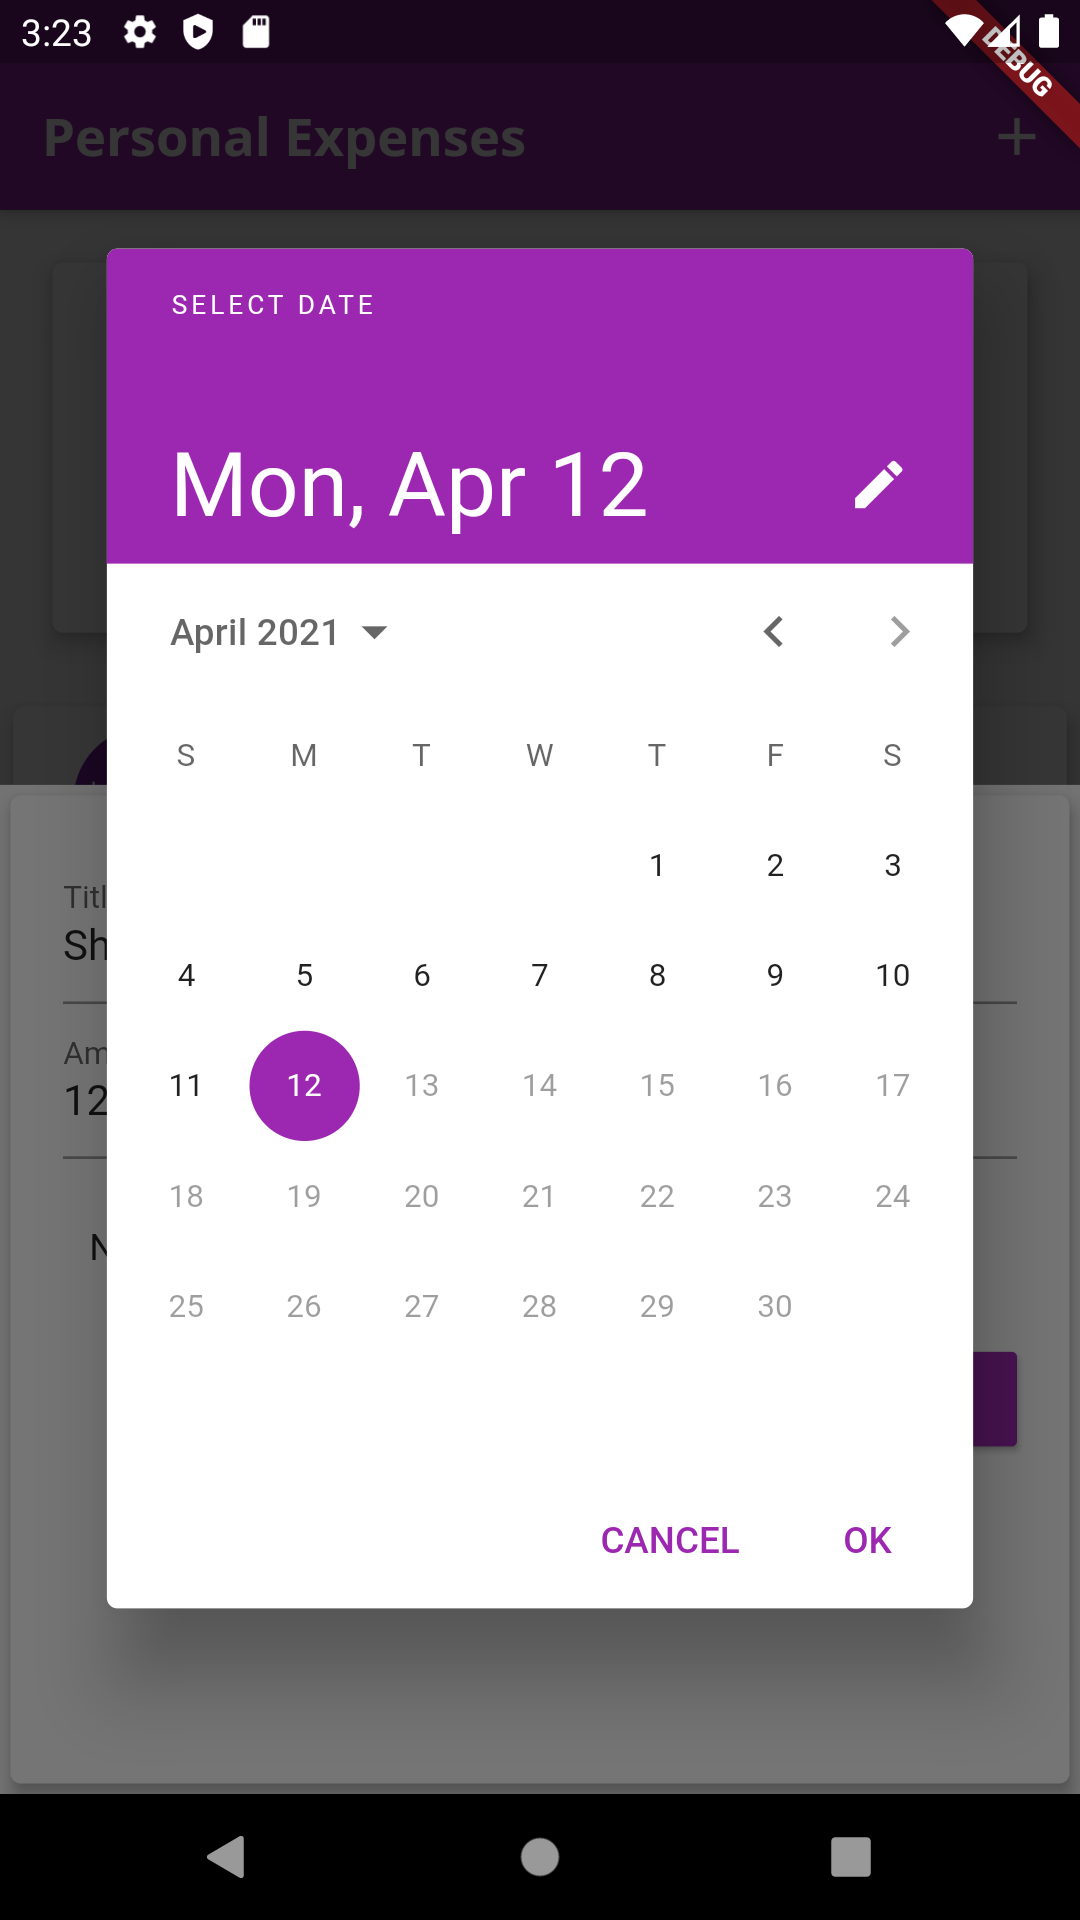 3:23
DEBUG
Personal Expenses
SELECT DATE
Mon, Apr 12
April 2021
S M T W T F S
1 2 3
4 5 6 7 8 9 10
11 12 13 14 15 16 17
18 19 20 21 22 23 24
25 26 27 28 29 30
CANCEL OK